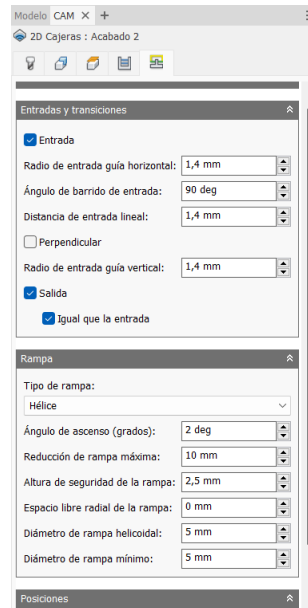 Modelo CAM × +
2D Cajeras : Acabado 2
Entradas y transiciones
Entrada
Radio de entrada guía horizontal: 1,4 mm
Ángulo de barrido de entrada: 90 deg
Distancia de entrada lineal: 1,4 mm
Perpendicular
Radio de entrada guía vertical: 1,4 mm
Salida
Igual que la entrada
Rampa
Tipo de rampa:
Hélice
Ángulo de ascenso (grados): 2 deg
Reducción de rampa máxima: 10 mm
Altura de seguridad de la rampa: 2,5 mm
Espacio libre radial de la rampa: 0 mm
Diámetro de rampa helicoidal: 5 mm
Diámetro de rampa mínimo: 5 mm
Posiciones